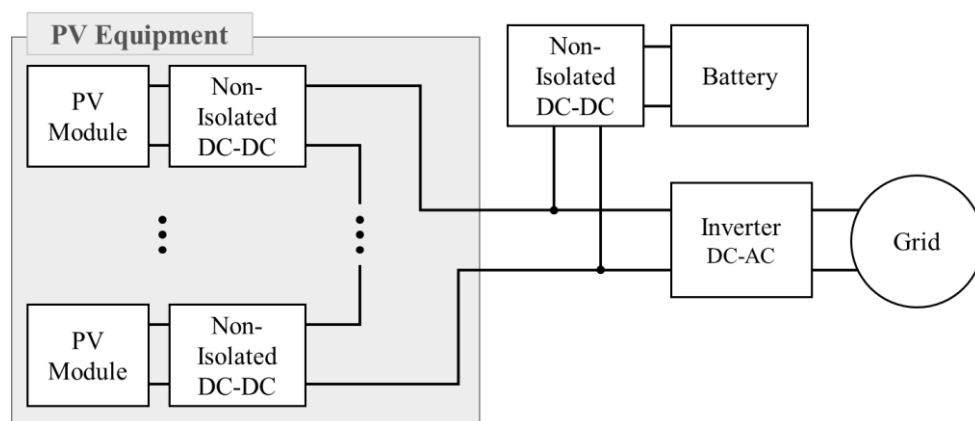 PV Equipment
PV
Module
Non-
Isolated
DC-DC
Non-
Isolated
DC-DC
Battery
Inverter
DC-AC
Grid
PV
Module
Non-
Isolated
DC-DC